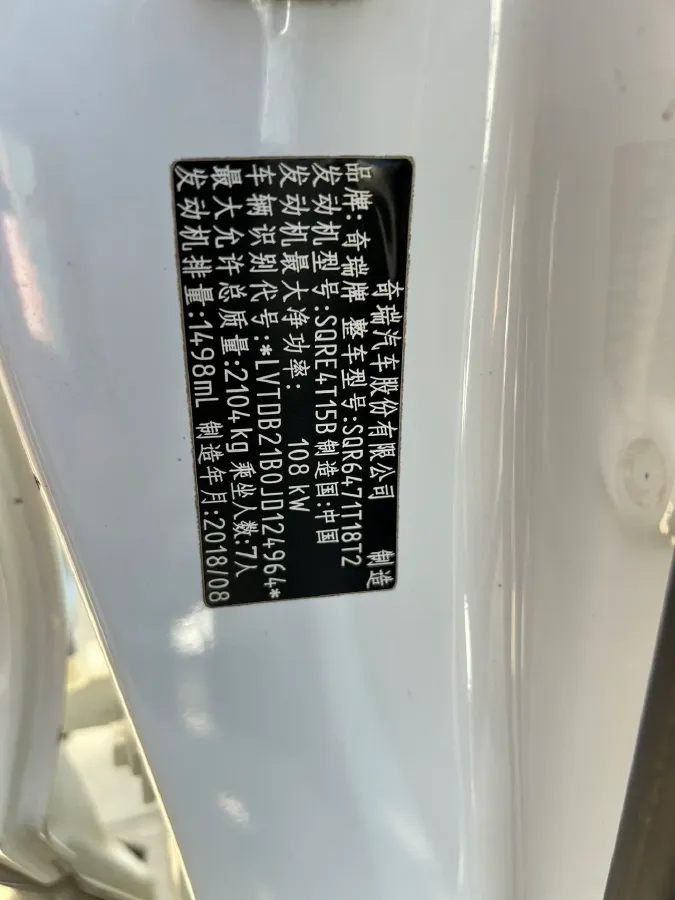 奇瑞汽车股份有限公司 制造
品牌: 奇瑞牌 整车型号:SQR6471T18T2
发动机型号:SQRE4T15B 制造国:中国
发动机最大净功率: 108 kW
车辆识别代号:*LVTDB21B0JD124964*
最大允许总质量:2104kg 乘坐人数:7人
发动机排量:1498mL 制造年月:2018/08